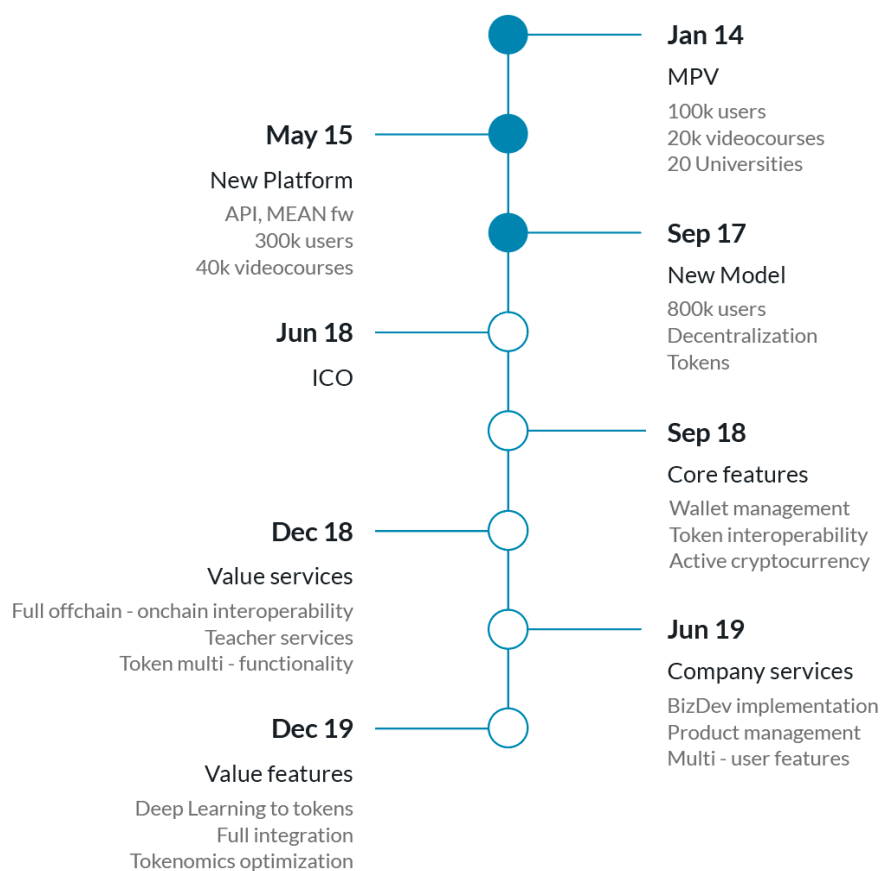 Jan 14
MPV
100k users
20k videocourses
20 Universities
May 15
New Platform
API, MEAN fw
300k users
40k videocourses
Sep 17
New Model
800k users
Decentralization
Tokens
Jun 18
ICO
Sep 18
Core features
Wallet management
Token interoperability
Active cryptocurrency
Dec 18
Value services
Full offchain - onchain interoperability
Teacher services
Token multi - functionality
Jun 19
Company services
BizDev implementation
Product management
Multi - user features
Dec 19
Value features
Deep Learning to tokens
Full integration
Tokenomics optimization